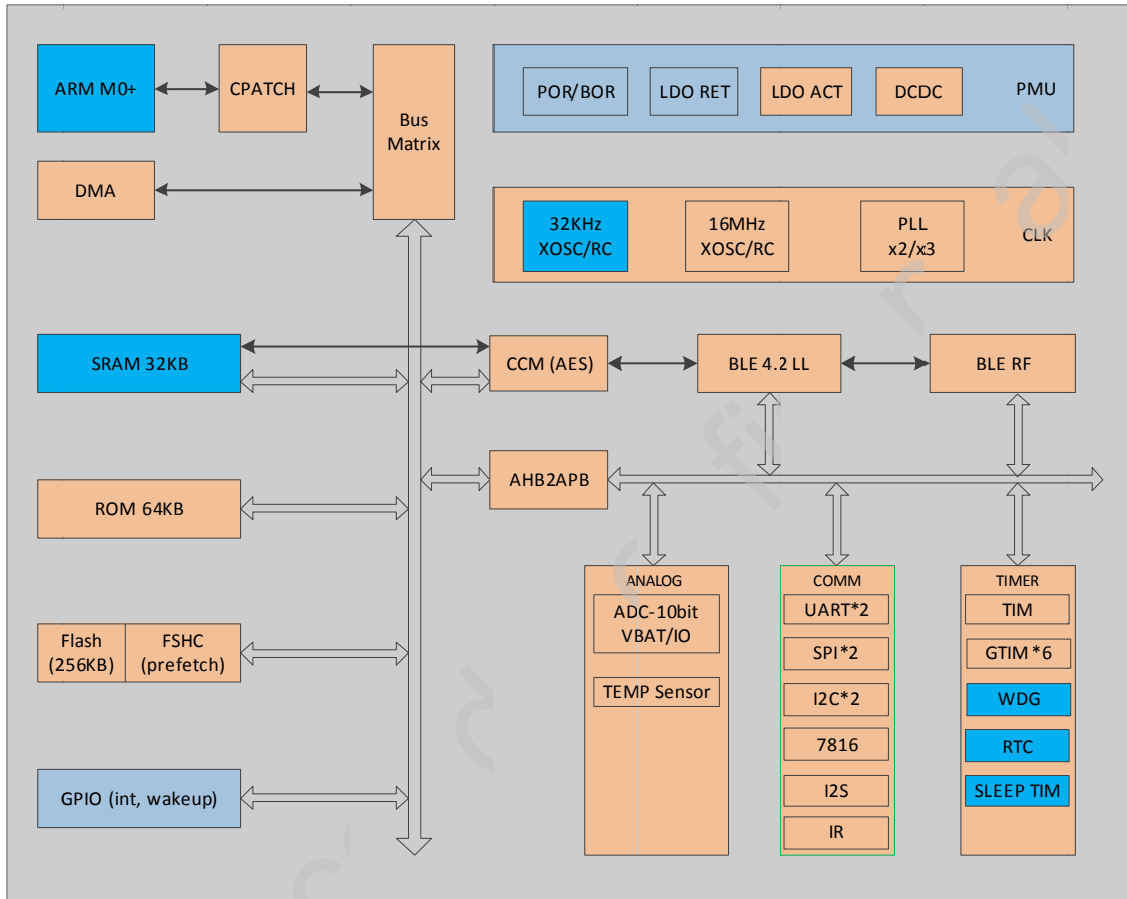 ARM M0+
CPATCH
Bus
Matrix
DMA
POR/BOR
LDO RET
LDO ACT
DCDC
PMU
32KHz
XOSC/RC
16MHz
XOSC/RC
PLL
x2/x3
CLK
SRAM 32KB
CCM (AES)
BLE 4.2 LL
BLE RF
AHB2APB
ROM 64KB
Flash
(256KB)
FSHC
(prefetch)
GPIO (int, wakeup)
ANALOG
ADC-10bit
VBAT/IO
TEMP Sensor
COMM
UART*2
SPI*2
I2C*2
7816
I2S
IR
TIMER
TIM
GTIM*6
WDG
RTC
SLEEP TIM